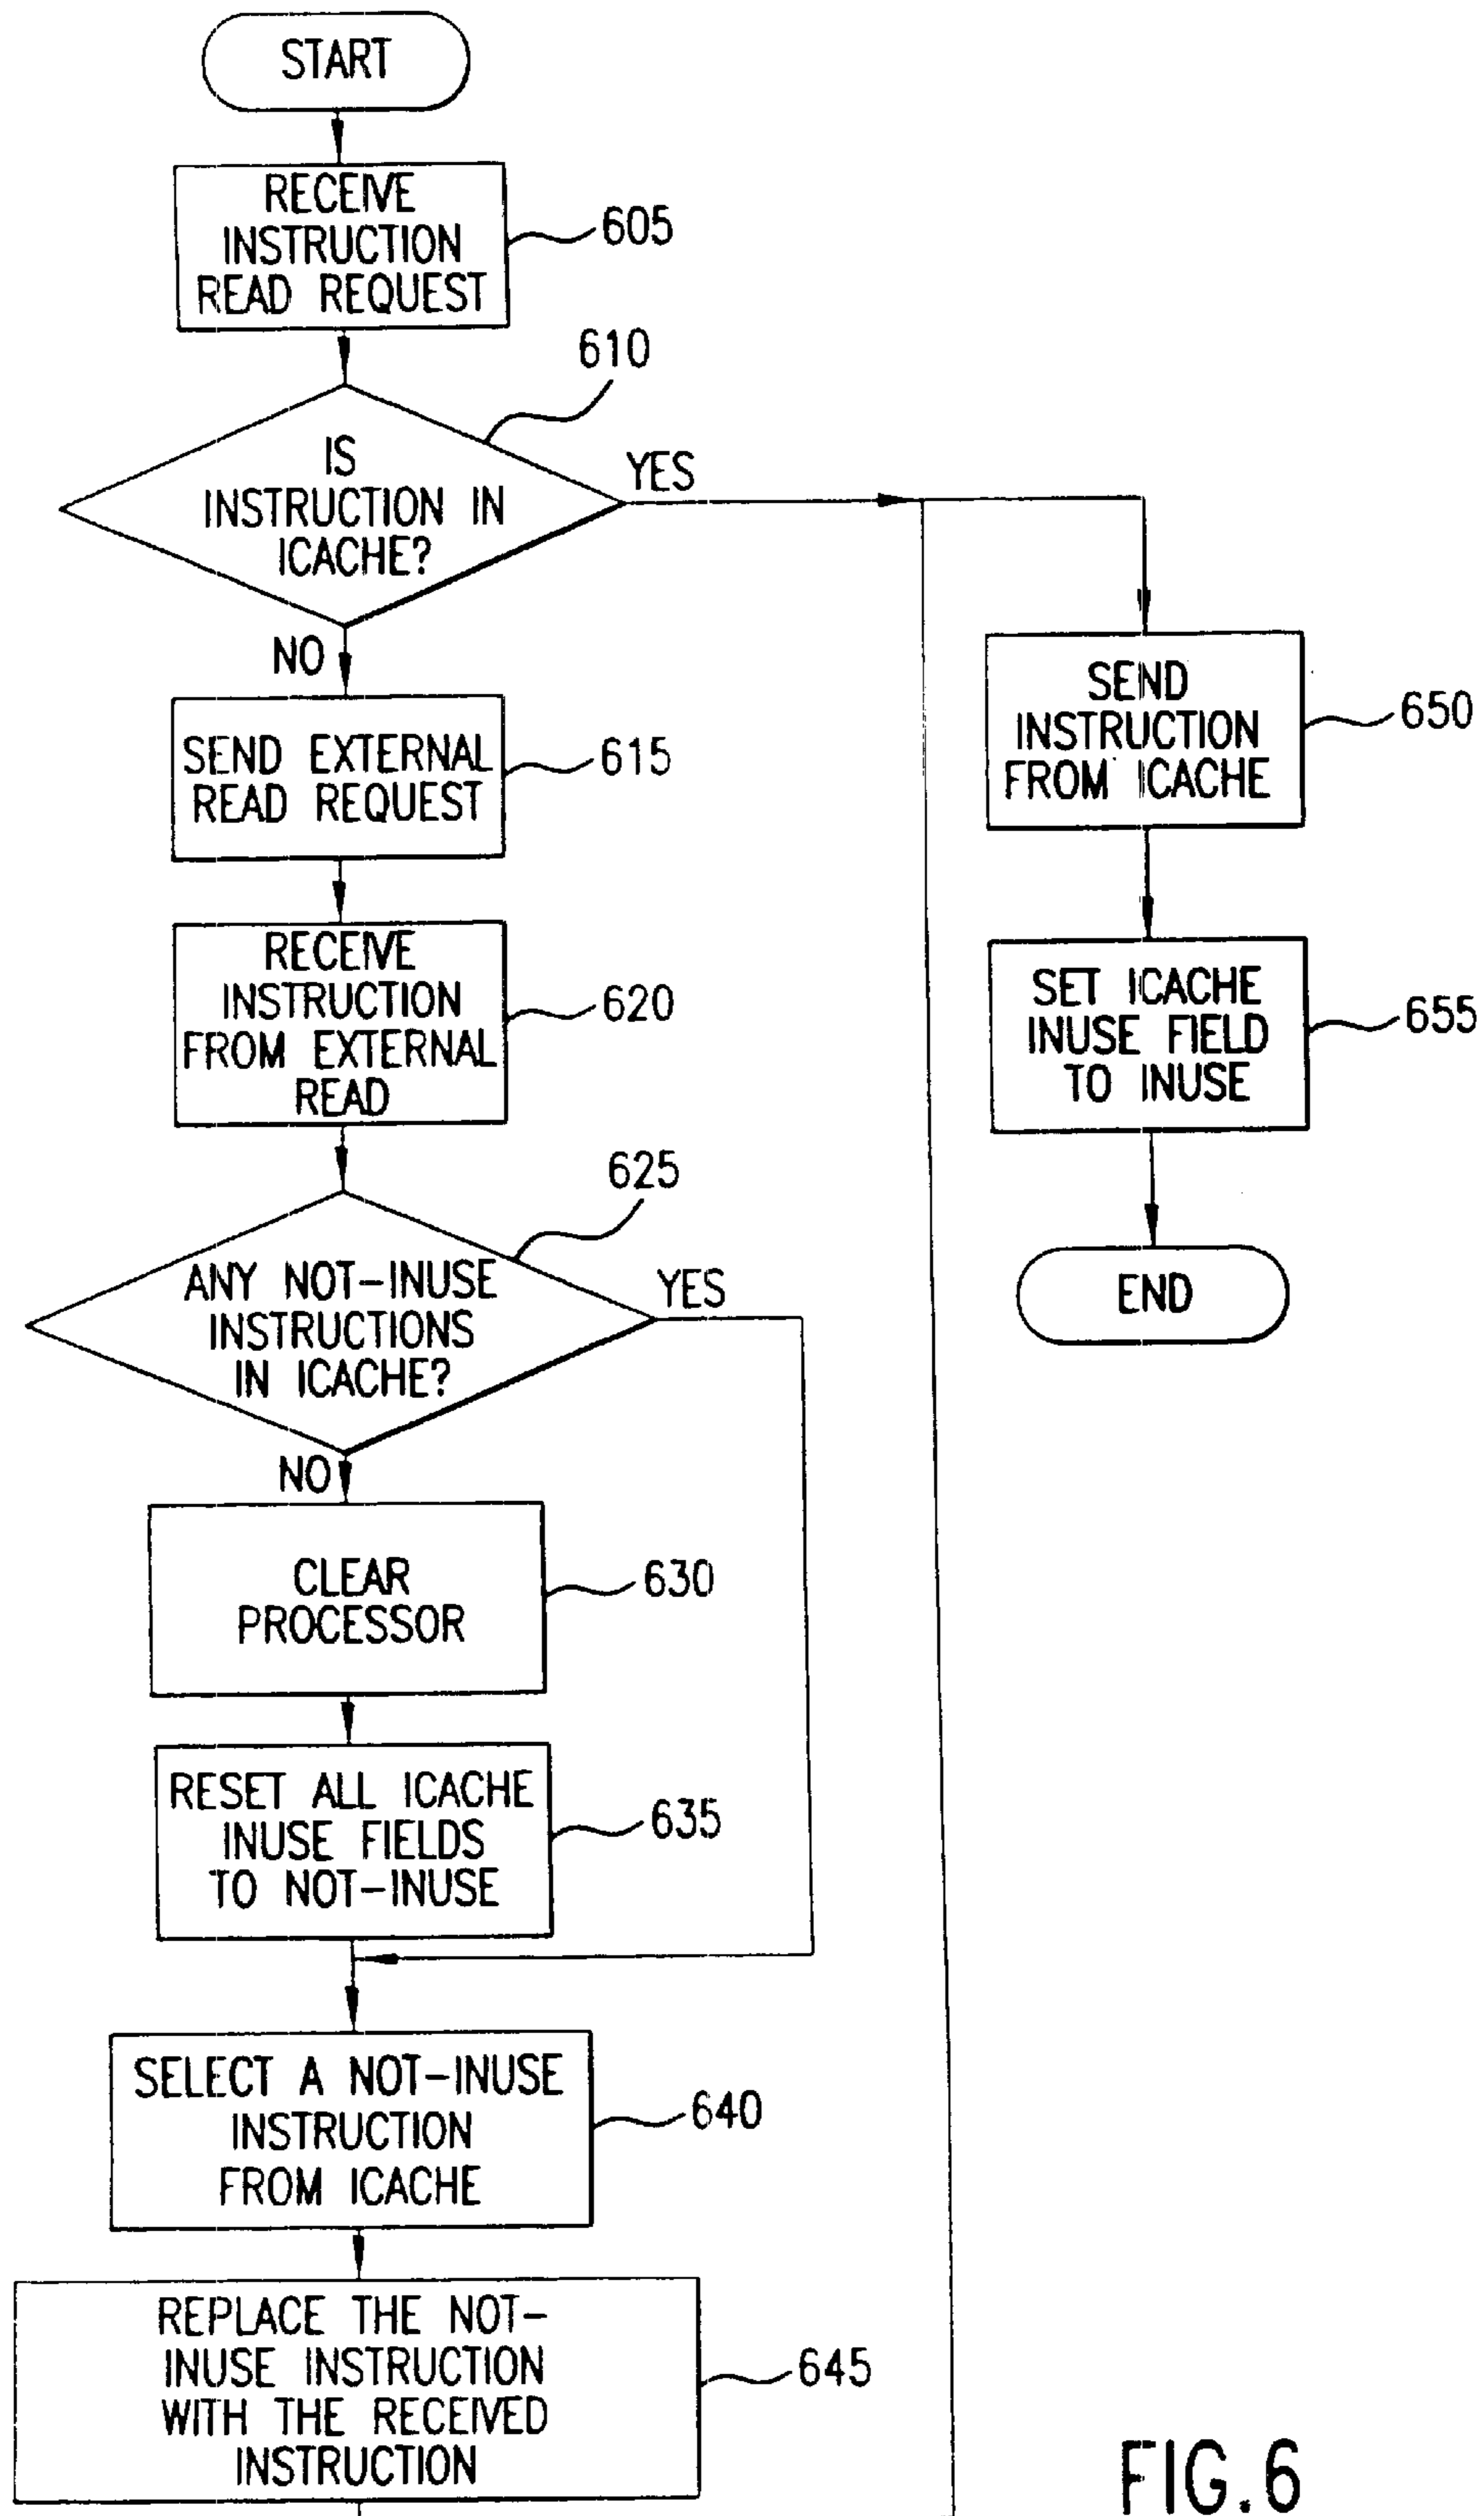 START
RECEIVE
INSTRUCTION
READ REQUEST
605
610
IS
INSTRUCTION IN
ICACHE?
YES
NO
SEND EXTERNAL
READ REQUEST
615
RECEIVE
INSTRUCTION
FROM EXTERNAL
READ
620
625
ANY NOT-INUSE
INSTRUCTIONS
IN ICACHE?
YES
NO
CLEAR
PROCESSOR
630
RESET ALL ICACHE
INUSE FIELDS
TO NOT-INUSE
635
SELECT A NOT-INUSE
INSTRUCTION
FROM ICACHE
640
REPLACE THE NOT-
INUSE INSTRUCTION
WITH THE RECEIVED
INSTRUCTION
645
SEND
INSTRUCTION
FROM ICACHE
650
SET ICACHE
INUSE FIELD
TO INUSE
655
END
FIG.6